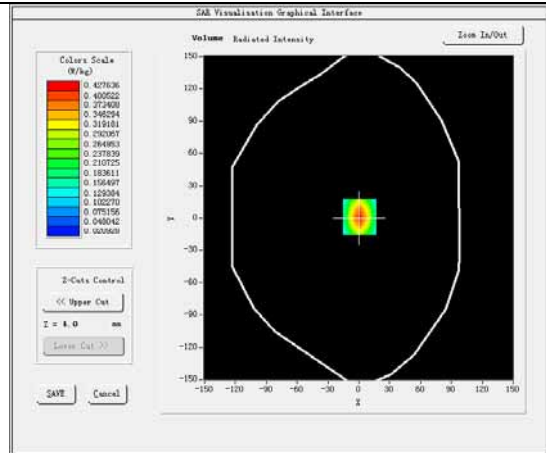 SAR Visualisation Graphical Interface
Volume Radiated Intensity
Zoom In/Out
Colors Scale
(W/kg)
0.427636
0.400522
0.373408
0.346294
0.319181
0.292067
0.264953
0.237839
0.210725
0.183611
0.156497
0.129384
0.102270
0.075156
0.048042
0.020928
150
120
90
60
30
0
-30
-60
-90
-120
-150
Y
-150 -120 -90 -60 -30 0 30 60 90 120 150
X
Z-Cuts Control
<< Upper Cut
Z = 4.0 mm
Lower Cut >>
SAVE Cancel